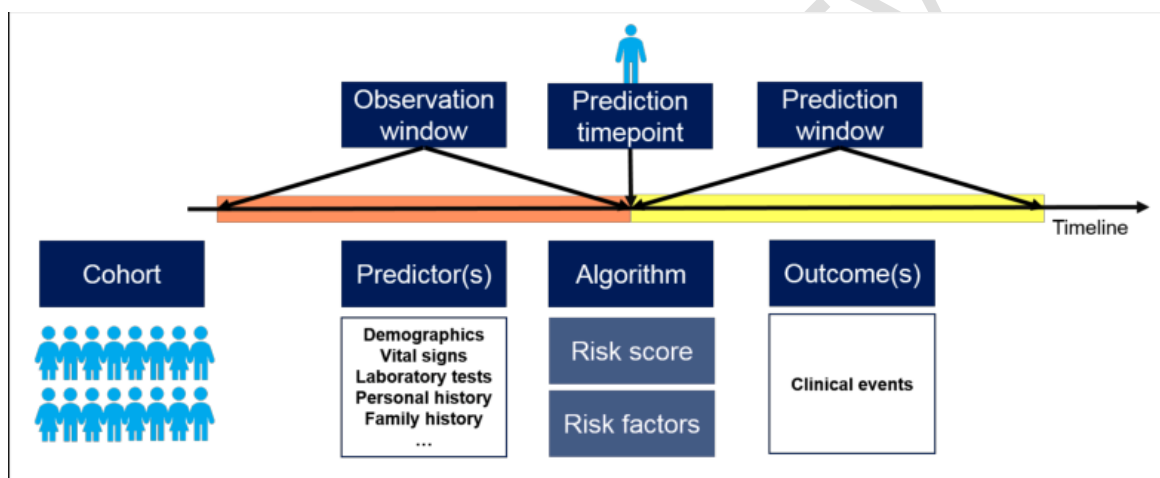 Observation
window
Prediction
timepoint
Prediction
window
Timeline
Cohort
Predictor(s)
Algorithm
Outcome(s)
Demographics
Vital signs
Laboratory tests
Personal history
Family history
...
Risk score
Risk factors
Clinical events